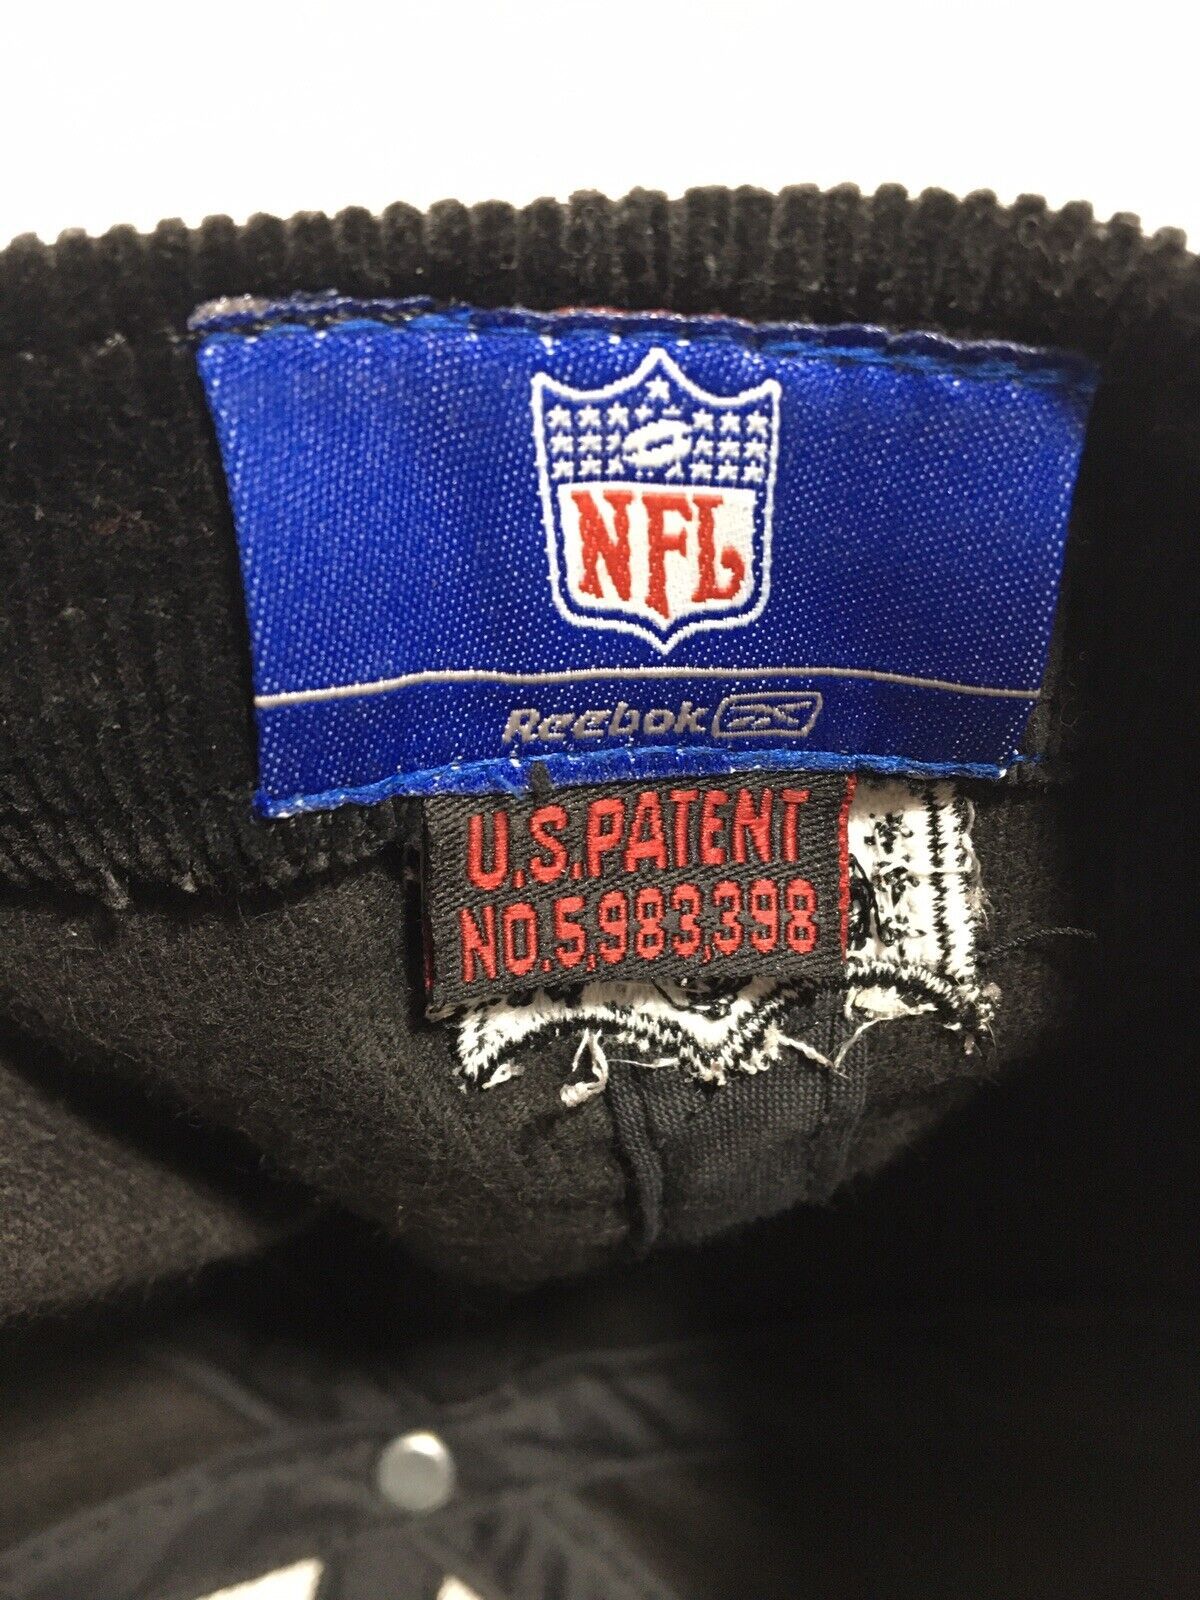 NFL
Reebok
U.S.PATENT
NO.5,983,398